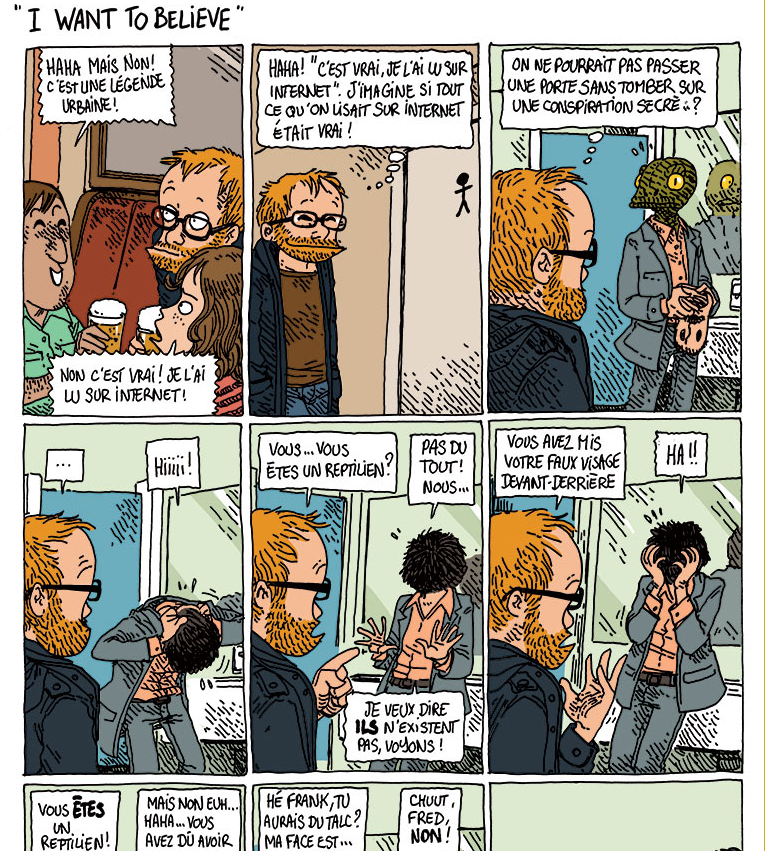 "I WANT TO BELIEVE"
HAHA MAIS NON!
C'EST UNE LÉGENDE
URBAINE!
NON C'EST VRAI! JE L'AI
LU SUR INTERNET!
HAHA! "C'EST VRAI, JE L'AI LU SUR
INTERNET". J'IMAGINE SI TOUT
CE QU'ON LISAIT SUR INTERNET
ÉTAIT VRAI!
ON NE POURRAIT PAS PASSER
UNE PORTE SANS TOMBER SUR
UNE CONSPIRATION SECRÈ...?
...
Hiiiii!
VOUS... VOUS
ÊTES UN REPTILIEN?
PAS DU
TOUT!
NOUS...
JE VEUX DIRE
ILS N'EXISTENT
PAS, VOYONS!
VOUS AVEZ MIS
VOTRE FAUX VISAGE
DEVANT-DERRIÈRE
HA!!
VOUS ÊTES
UN
REPTILIEN!
MAIS NON EUH...
HAHA... VOUS
AVEZ DÛ AVOIR
HÉ FRANK, TU
AURAIS DU TALC?
MA FACE EST...
CHUUT,
FRED,
NON!